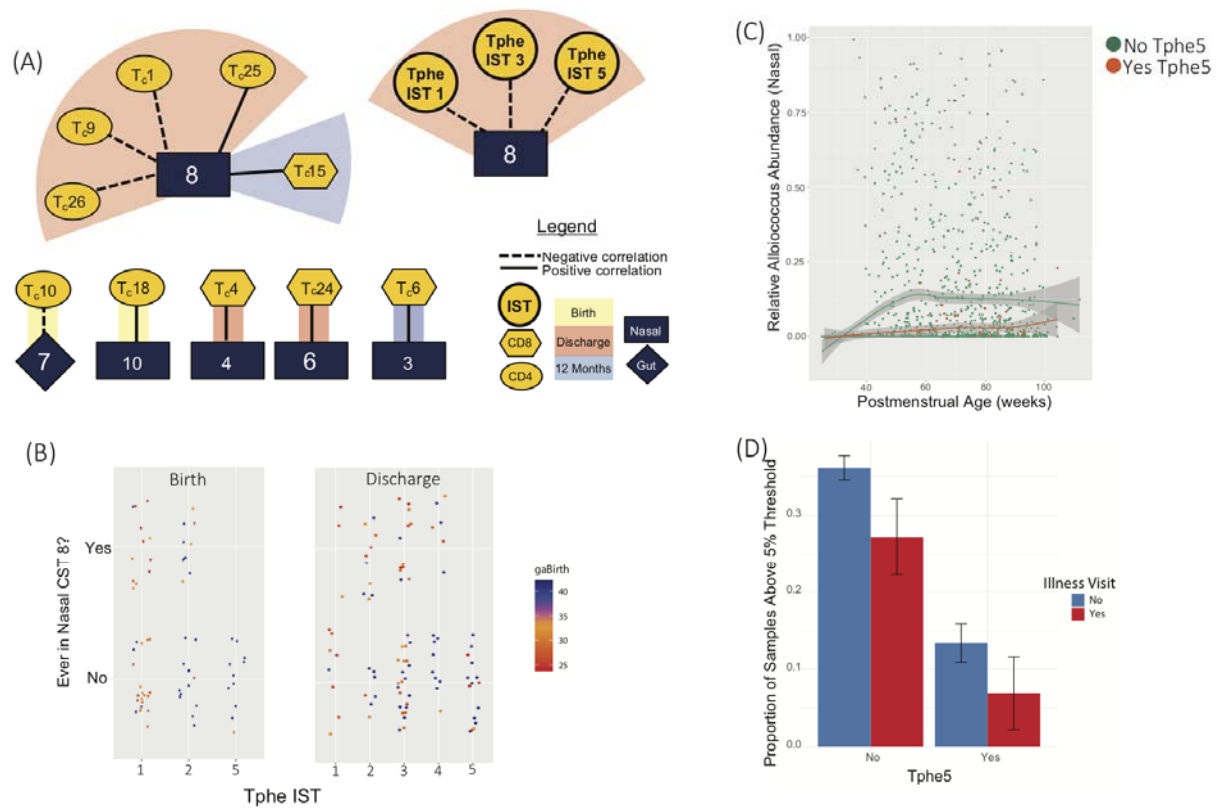 (A)
Tc1
Tc25
Tc9
8
Tc15
Tc26
Tphe
IST 1
Tphe
IST 3
Tphe
IST 5
8
Legend
Negative correlation
Positive correlation
IST
CD8
CD4
Birth
Discharge
12 Months
Nasal
Gut
Tc10
7
Tc18
10
Tc4
4
Tc24
6
Tc6
3
(B)
Birth
Discharge
Ever in Nasal CST 8?
Yes
No
1 2 5
1 2 3 4 5
Tphe IST
gaBirth
40
35
30
25
(C)
Relative Alloiococcus Abundance (Nasal)
1.00
0.75
0.50
0.25
0.00
40 60 80 100
Postmenstrual Age (weeks)
No Tphe5
Yes Tphe5
(D)
Proportion of Samples Above 5% Threshold
0.3
0.2
0.1
0.0
No Yes
Tphe5
Illness Visit
No
Yes